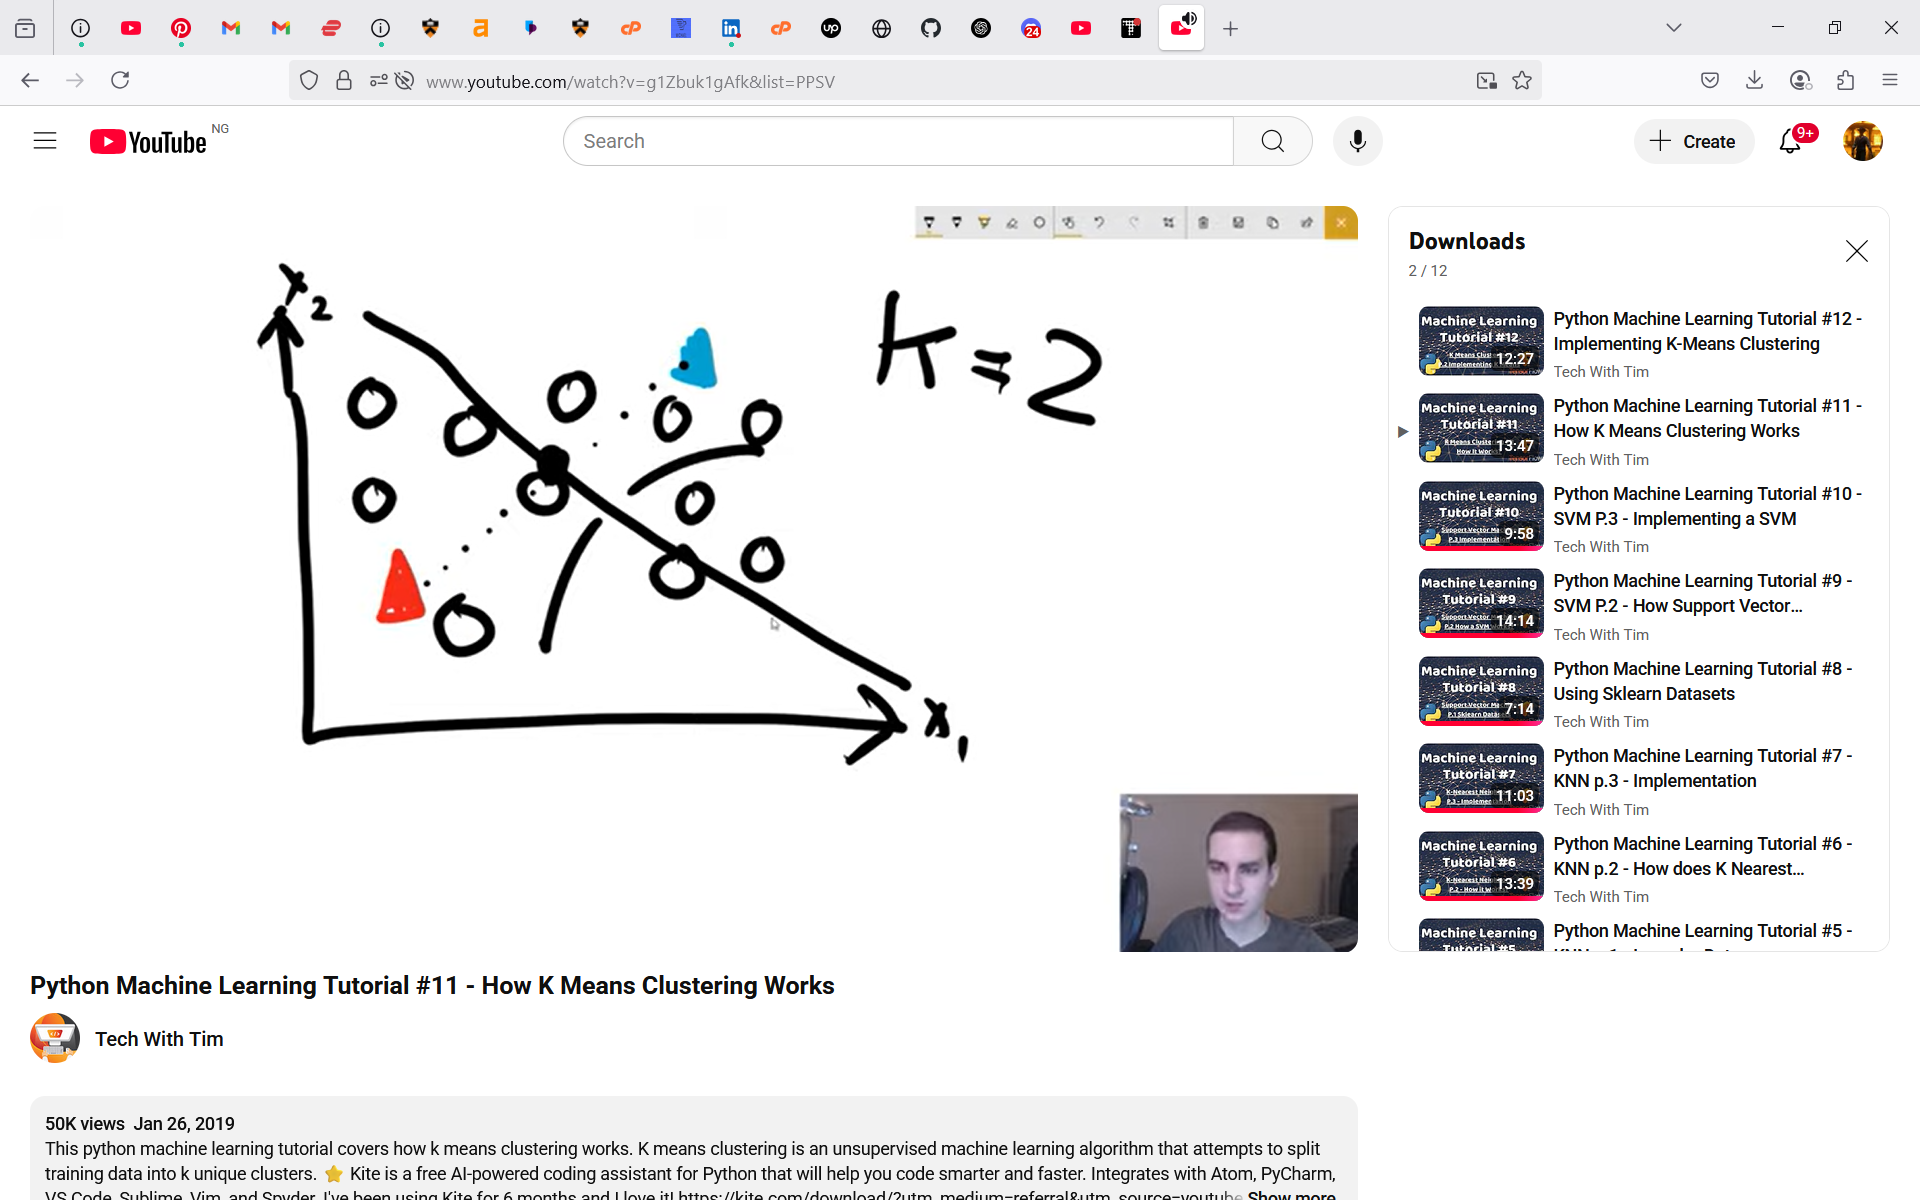 24
www.youtube.com/watch?v=g1Zbuk1gAfk&list=PPSV
YouTube NG
Search
Create
9+
x2
K=2
x1
Downloads
2 / 12
Machine Learning
Tutorial #12
12:27
Python Machine Learning Tutorial #12 -
Implementing K-Means Clustering
Tech With Tim
Machine Learning
Tutorial #11
13:47
Python Machine Learning Tutorial #11 -
How K Means Clustering Works
Tech With Tim
Machine Learning
Tutorial #10
9:58
Python Machine Learning Tutorial #10 -
SVM P.3 - Implementing a SVM
Tech With Tim
Machine Learning
Tutorial #9
14:14
Python Machine Learning Tutorial #9 -
SVM P.2 - How Support Vector...
Tech With Tim
Machine Learning
Tutorial #8
7:14
Python Machine Learning Tutorial #8 -
Using Sklearn Datasets
Tech With Tim
Machine Learning
Tutorial #7
11:03
Python Machine Learning Tutorial #7 -
KNN p.3 - Implementation
Tech With Tim
Machine Learning
Tutorial #6
13:39
Python Machine Learning Tutorial #6 -
KNN p.2 - How does K Nearest...
Tech With Tim
Machine Learning
Tutorial #5
Python Machine Learning Tutorial #5 -
Python Machine Learning Tutorial #11 - How K Means Clustering Works
Tech With Tim
50K views Jan 26, 2019
This python machine learning tutorial covers how k means clustering works. K means clustering is an unsupervised machine learning algorithm that attempts to split
training data into k unique clusters. ⭐ Kite is a free AI-powered coding assistant for Python that will help you code smarter and faster. Integrates with Atom, PyCharm,
VS Code, Sublime, Vim, and Spyder. I've been using Kite for 6 months and I love it! https://kite.com/download/?utm_medium=referral&utm_source=youtube Show more